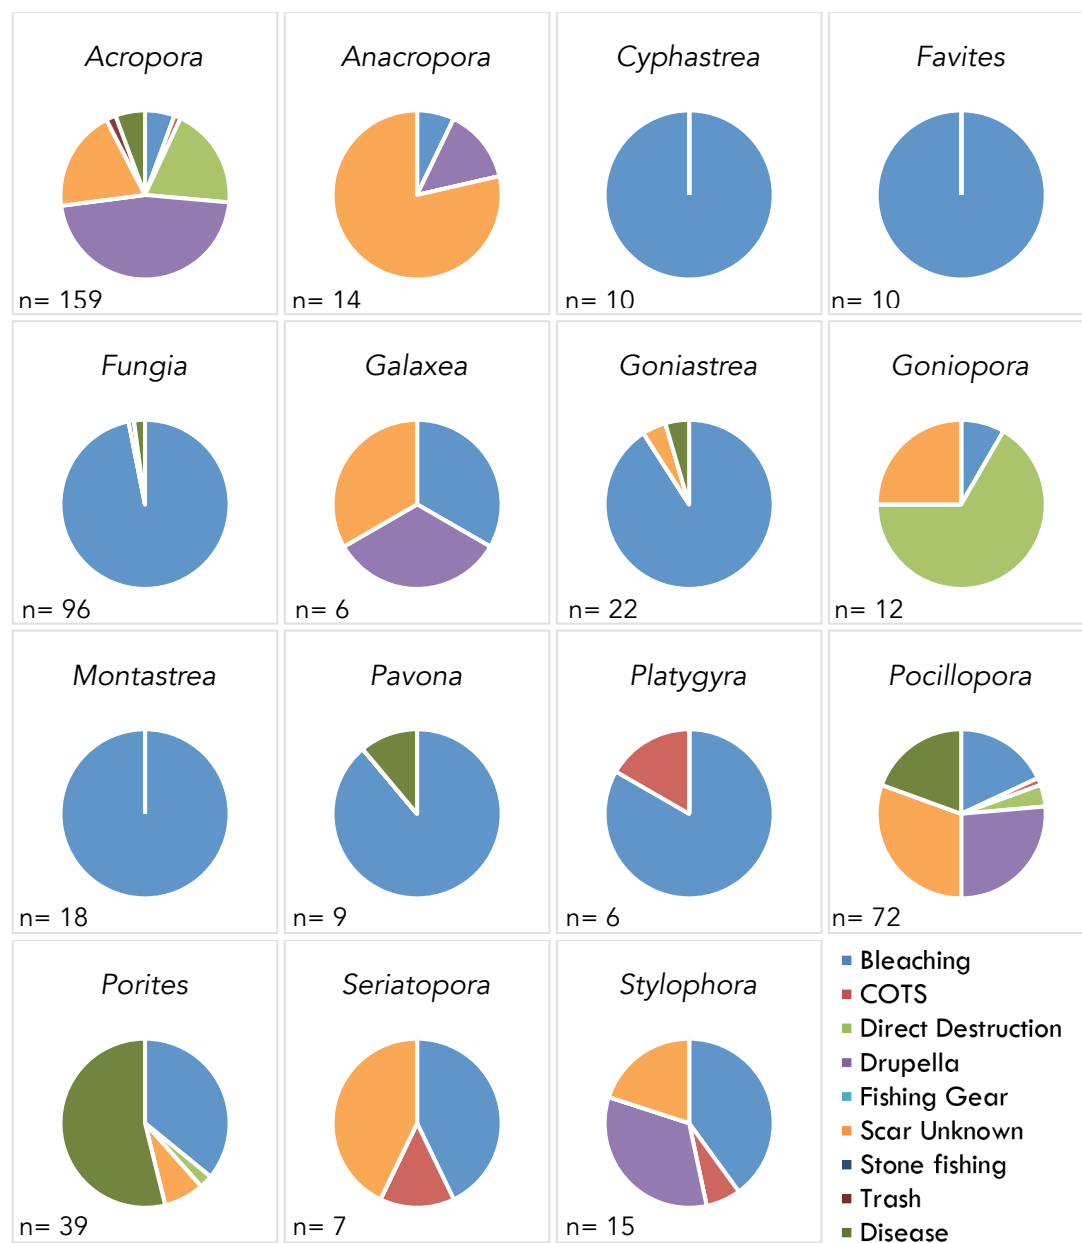 Acropora
n= 159
Anacropora
n= 14
Cyphastrea
n= 10
Favites
n= 10
Fungia
n= 96
Galaxea
n= 6
Goniastrea
n= 22
Goniopora
n= 12
Montastrea
n= 18
Pavona
n= 9
Platygyra
n= 6
Pocillopora
n= 72
Porites
n= 39
Seriatopora
n= 7
Stylophora
n= 15
Bleaching
COTS
Direct Destruction
Drupella
Fishing Gear
Scar Unknown
Stone fishing
Trash
Disease